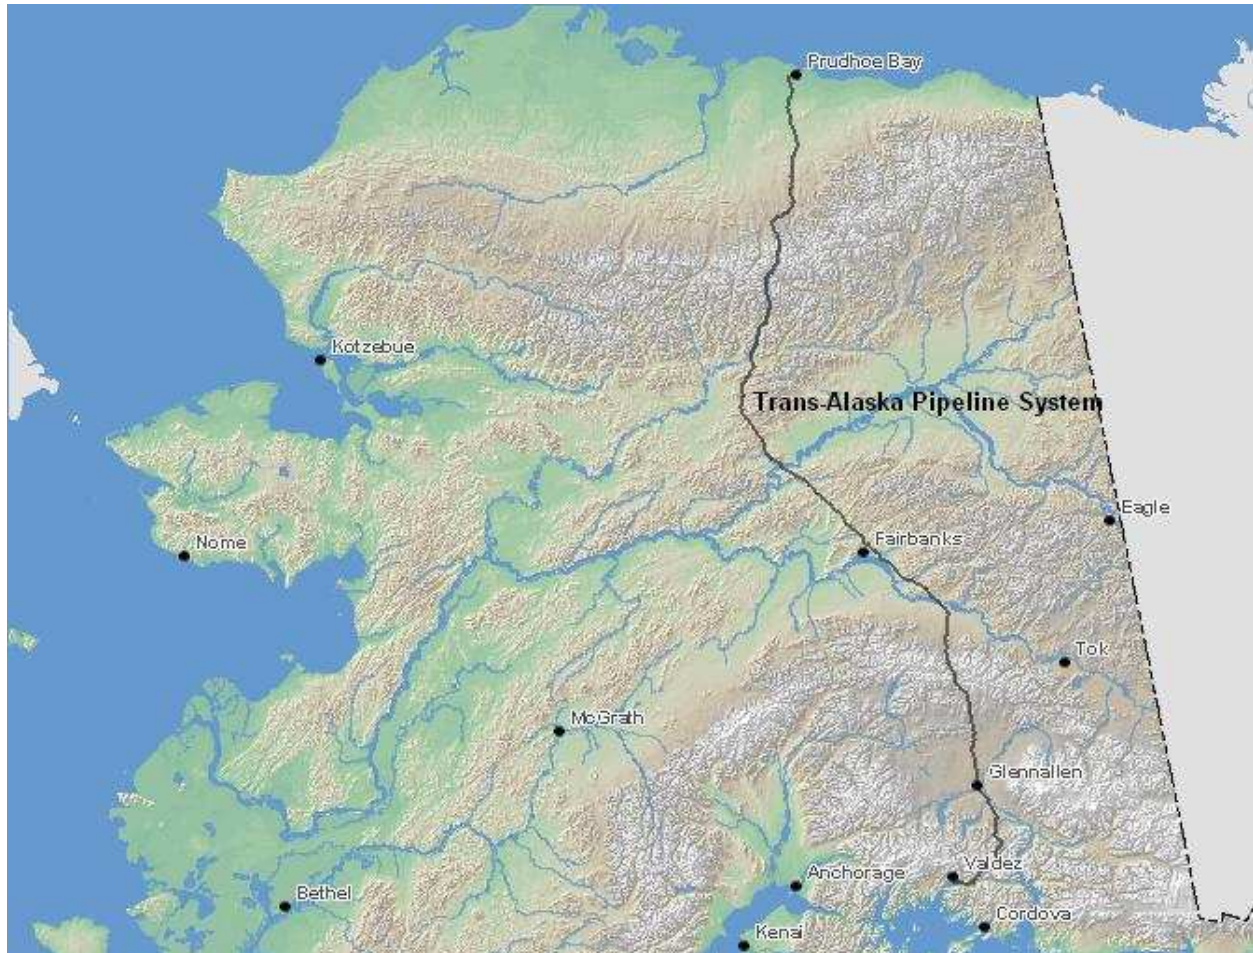 Prudhoe Bay
Kotzebue
Trans-Alaska Pipeline System
Eagle
Nome
Fairbanks
Tok
McGrath
Glennallen
Valdez
Anchorage
Bethel
Cordova
Kenai